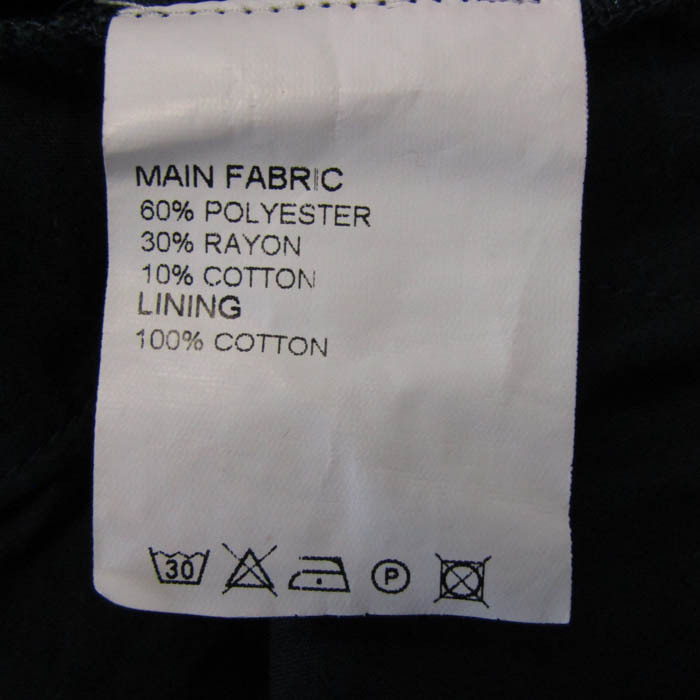 MAIN FABRIC
60% POLYESTER
30% RAYON
10% COTTON
LINING
100% COTTON
30 P